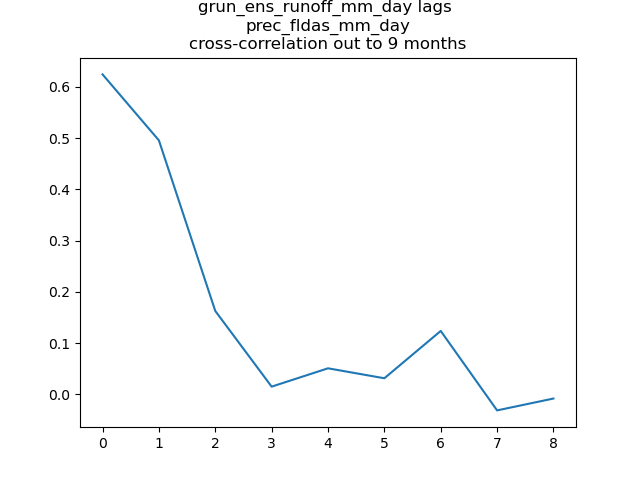 grun_ens_runoff_mm_day lags
prec_fldas_mm_day
cross-correlation out to 9 months
0.6
0.5
0.4
0.3
0.2
0.1
0.0
0 1 2 3 4 5 6 7 8